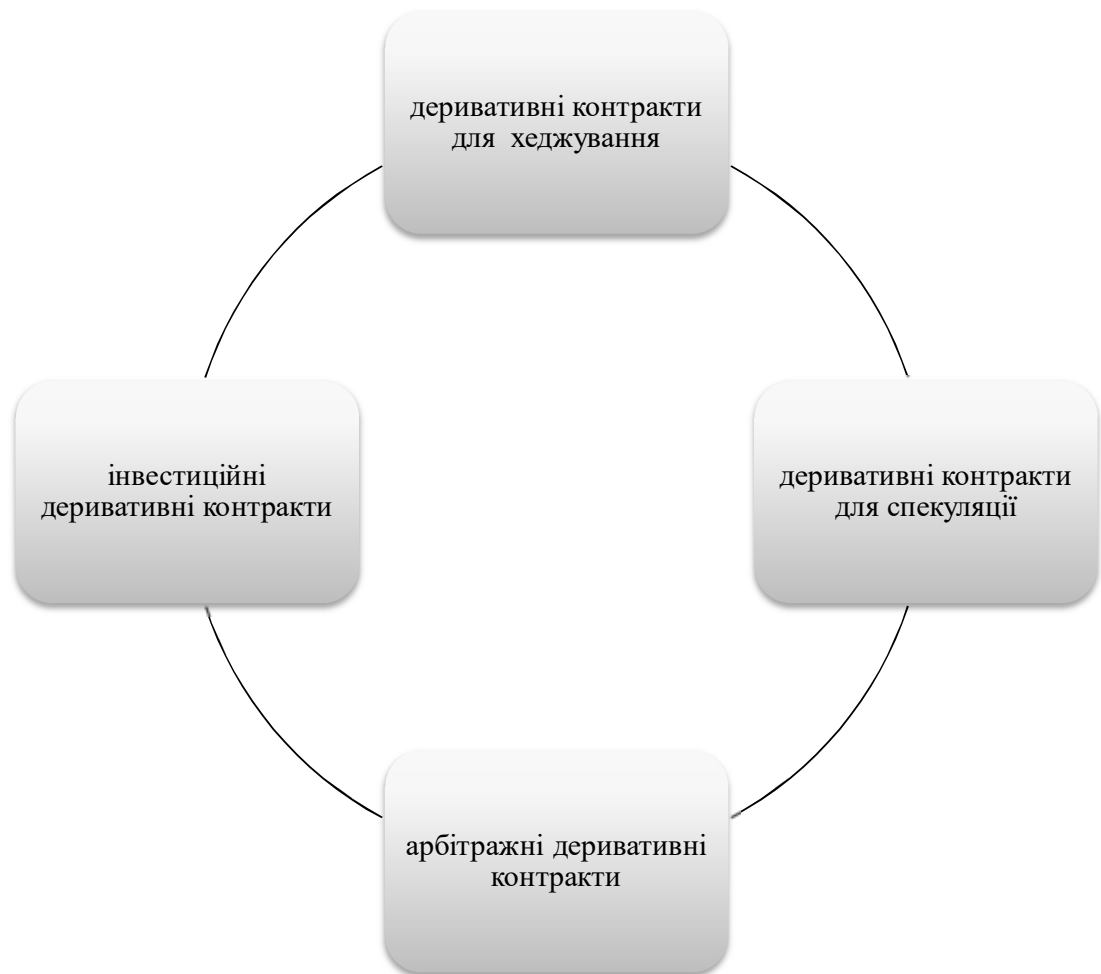 деривативні контракти
для хеджування
інвестиційні
деривативні контракти
деривативні контракти
для спекуляції
арбітражні деривативні
контракти